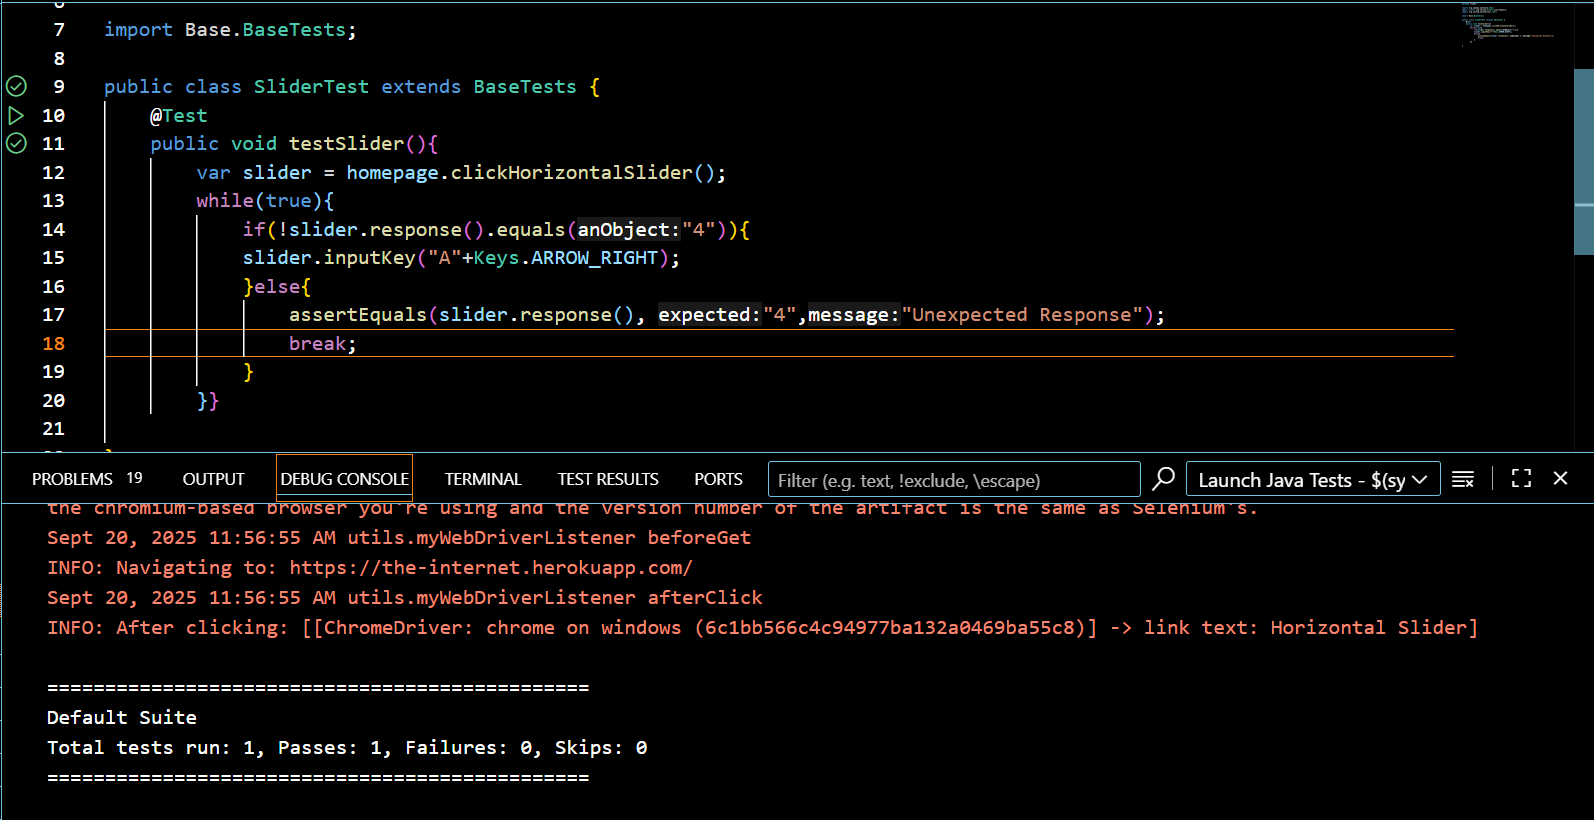 7 import Base.BaseTests;
8
9 public class SliderTest extends BaseTests {
10 @Test
11 public void testSlider(){
12 var slider = homepage.clickHorizontalSlider();
13 while(true){
14 if(!slider.response().equals(anObject:"4")){
15 slider.inputKey("A"+Keys.ARROW_RIGHT);
16 }else{
17 assertEquals(slider.response(), expected:"4",message:"Unexpected Response");
18 break;
19 }
20 }}
21
PROBLEMS 19 OUTPUT DEBUG CONSOLE TERMINAL TEST RESULTS PORTS Filter (e.g. text, !exclude, \escape) Launch Java Tests - $(sy
the chromium-based browser you're using and the version number of the artifact is the same as Selenium's.
Sept 20, 2025 11:56:55 AM utils.myWebDriverListener beforeGet
INFO: Navigating to: https://the-internet.herokuapp.com/
Sept 20, 2025 11:56:55 AM utils.myWebDriverListener afterClick
INFO: After clicking: [[ChromeDriver: chrome on windows (6c1bb566c4c94977ba132a0469ba55c8)] -> link text: Horizontal Slider]
===============================================
Default Suite
Total tests run: 1, Passes: 1, Failures: 0, Skips: 0
===============================================